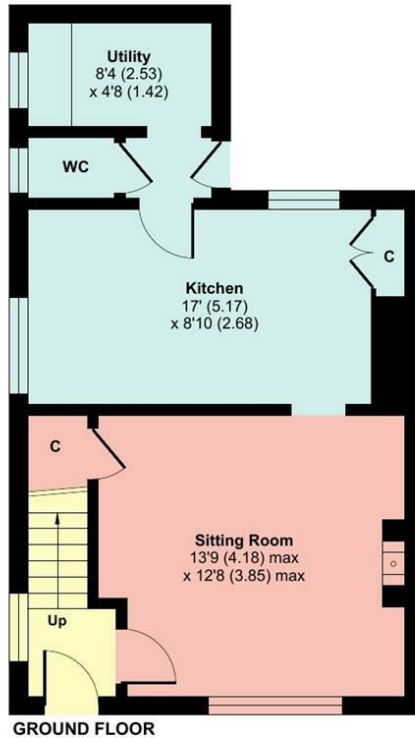 Utility
8'4 (2.53)
x 4'8 (1.42)
WC
C
Kitchen
17' (5.17)
x 8'10 (2.68)
C
Sitting Room
13'9 (4.18) max
x 12'8 (3.85) max
Up
GROUND FLOOR